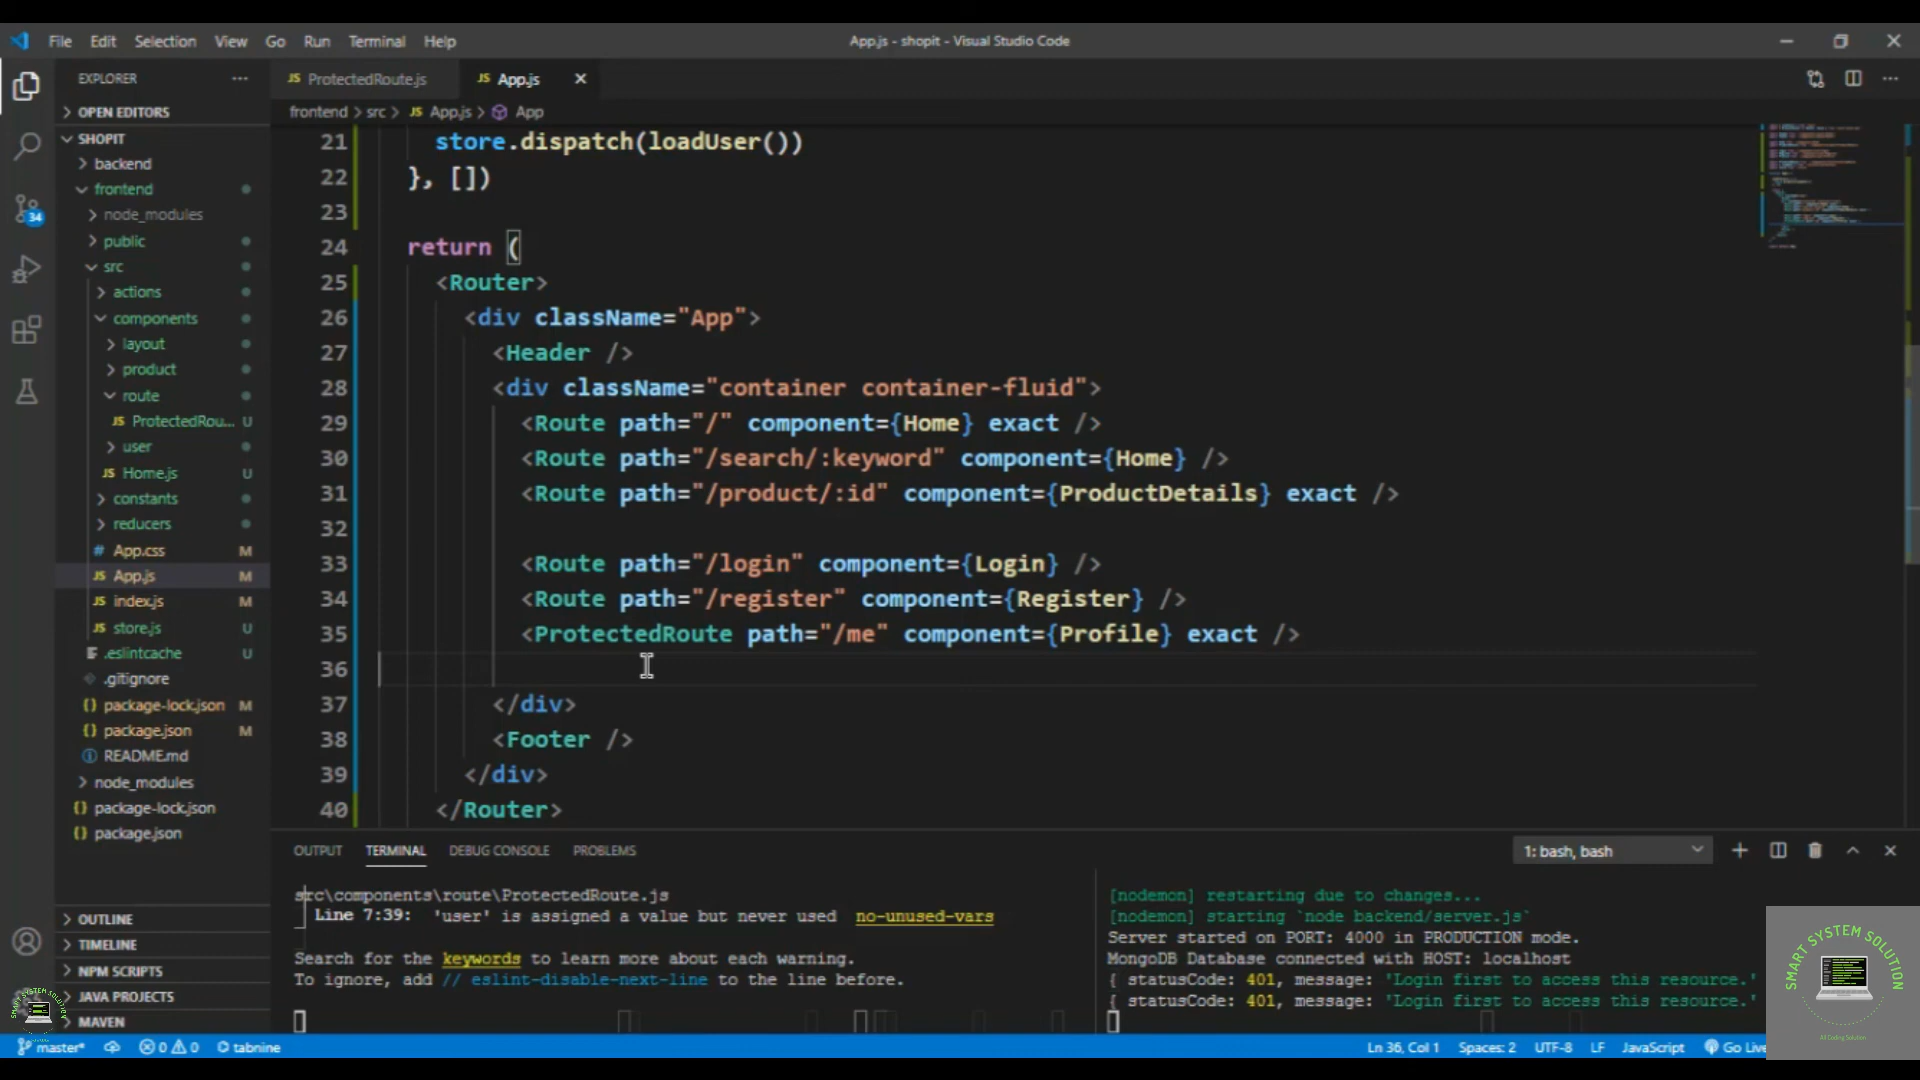 File Edit Selection View Go Run Terminal Help
App.js - shopit - Visual Studio Code
EXPLORER
JS ProtectedRoute.js
JS App.js
frontend > src > JS App.js > App
OPEN EDITORS
SHOPIT
backend
frontend
node_modules
public
src
actions
components
layout
product
route
JS ProtectedRou... U
user
JS Home.js U
constants
reducers
# App.css M
JS App.js M
JS index.js M
JS store.js U
.eslintcache U
.gitignore
{} package-lock.json M
{} package.json M
README.md
node_modules
{} package-lock.json
{} package.json
OUTLINE
TIMELINE
NPM SCRIPTS
JAVA PROJECTS
MAVEN
34
21 store.dispatch(loadUser())
22 }, [])
23
24 return (
25 <Router>
26 <div className="App">
27 <Header />
28 <div className="container container-fluid">
29 <Route path="/" component={Home} exact />
30 <Route path="/search/:keyword" component={Home} />
31 <Route path="/product/:id" component={ProductDetails} exact />
32
33 <Route path="/login" component={Login} />
34 <Route path="/register" component={Register} />
35 <ProtectedRoute path="/me" component={Profile} exact />
36
37 </div>
38 <Footer />
39 </div>
40 </Router>
OUTPUT TERMINAL DEBUG CONSOLE PROBLEMS
1: bash, bash
src\components\route\ProtectedRoute.js
Line 7:39: 'user' is assigned a value but never used no-unused-vars
Search for the keywords to learn more about each warning.
To ignore, add // eslint-disable-next-line to the line before.
[nodemon] restarting due to changes...
[nodemon] starting `node backend/server.js`
Server started on PORT: 4000 in PRODUCTION mode.
MongoDB Database connected with HOST: localhost
{ statusCode: 401, message: 'Login first to access this resource.'
{ statusCode: 401, message: 'Login first to access this resource.'
master* 0 0 tabnine
Ln 36, Col 1 Spaces: 2 UTF-8 LF JavaScript Go Live
SMART SYSTEM SOLUTION
All Coding Solution